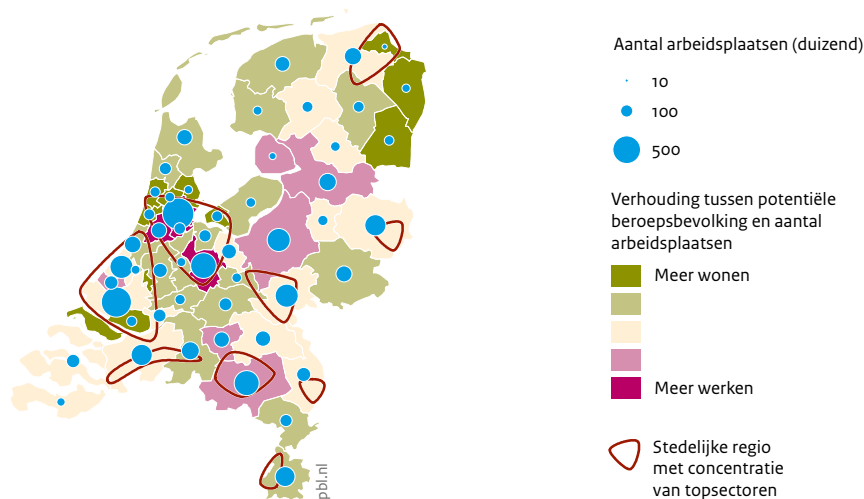 Aantal arbeidsplaatsen (duizend)
10
100
500
Verhouding tussen potentiële
beroepsbevolking en aantal
arbeidsplaatsen
Meer wonen
Meer werken
Stedelijke regio
met concentratie
van topsectoren
pbl.nl